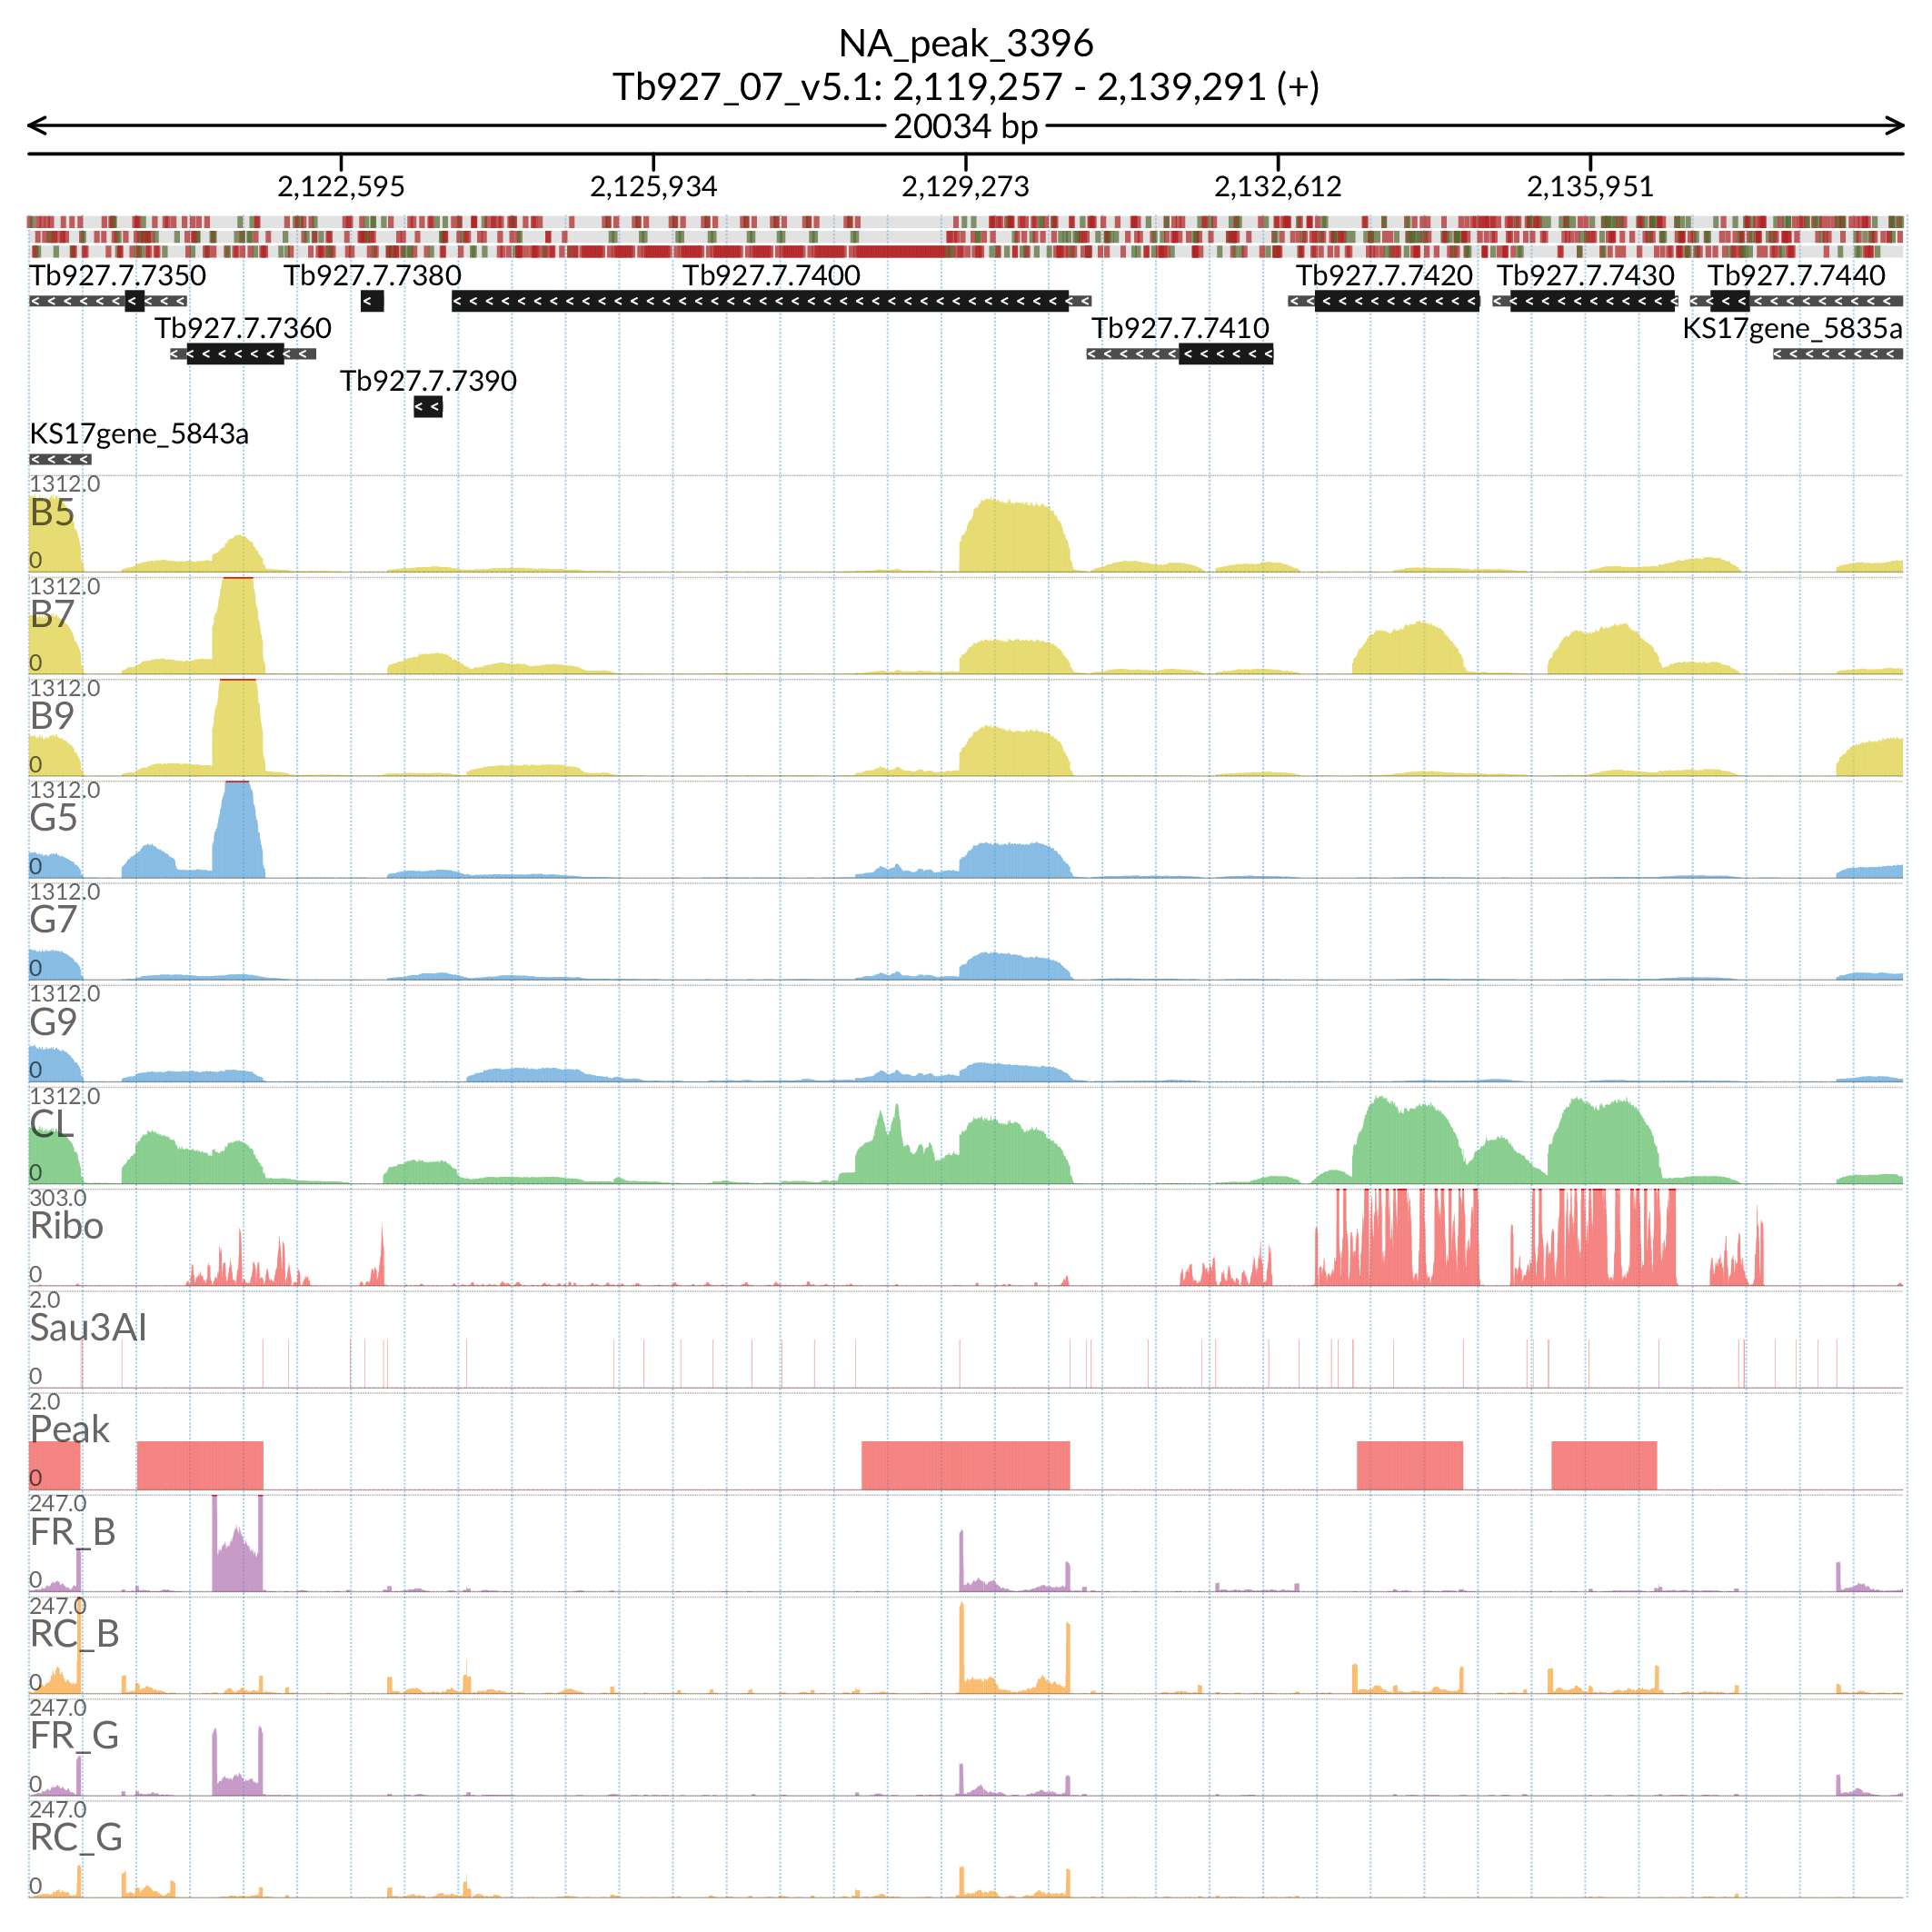 NA_peak_3396
Tb927_07_v5.1: 2,119,257 - 2,139,291 (+)
20034 bp
2,122,595 2,125,934 2,129,273 2,132,612 2,135,951
Tb927.7.7350 Tb927.7.7380 Tb927.7.7400 Tb927.7.7420 Tb927.7.7430 Tb927.7.7440
Tb927.7.7360 Tb927.7.7410 KS17gene_5835a
Tb927.7.7390
KS17gene_5843a
1312.0
B5
0
1312.0
B7
0
1312.0
B9
0
1312.0
G5
0
1312.0
G7
0
1312.0
G9
0
1312.0
CL
0
303.0
Ribo
0
2.0
Sau3AI
0
2.0
Peak
0
247.0
FR_B
0
247.0
RC_B
0
247.0
FR_G
0
247.0
RC_G
0